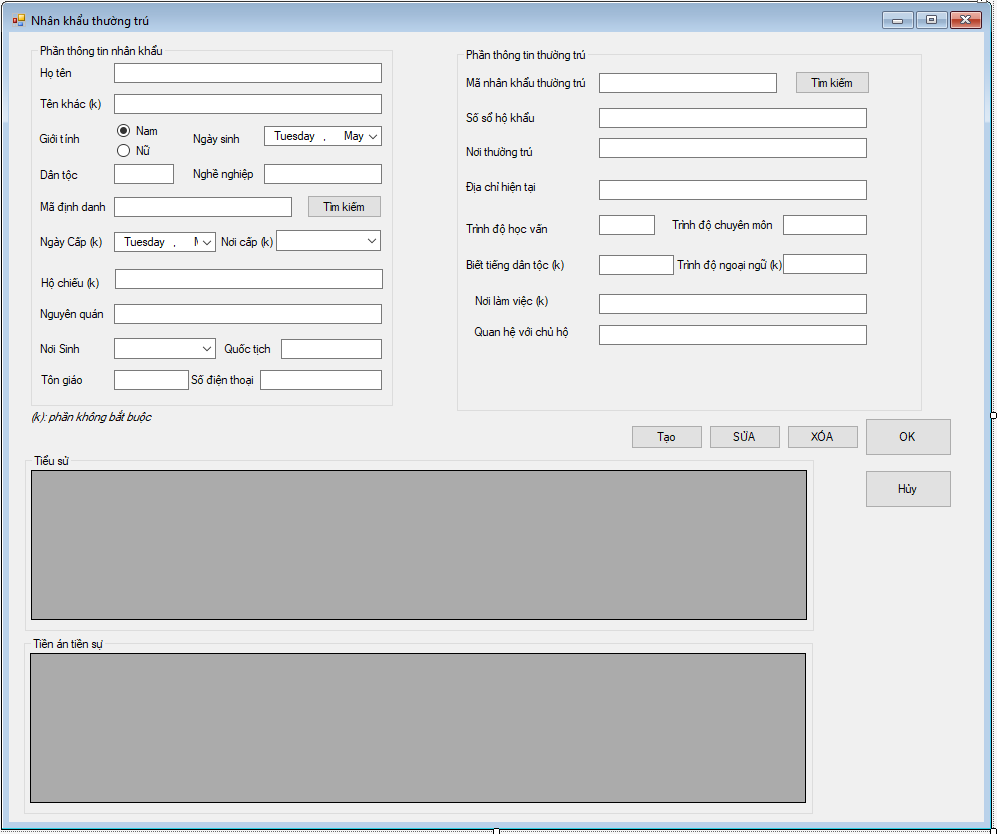 Nhân khẩu thường trú
Phần thông tin nhân khẩu
Họ tên
Tên khác (k)
Giới tính
Nam
Nữ
Ngày sinh
Tuesday , May
Dân tộc
Nghề nghiệp
Mã định danh
Tìm kiếm
Ngày Cấp (k)
Tuesday ,
Nơi cấp (k)
Hộ chiếu (k)
Nguyên quán
Nơi Sinh
Quốc tịch
Tôn giáo
Số điện thoại
(k): phần không bắt buộc
Phần thông tin thường trú
Mã nhân khẩu thường trú
Tìm kiếm
Số sổ hộ khẩu
Nơi thường trú
Địa chỉ hiện tại
Trình độ học vấn
Trình độ chuyên môn
Biết tiếng dân tộc (k)
Trình độ ngoại ngữ (k)
Nơi làm việc (k)
Quan hệ với chủ hộ
Tạo
SỬA
XÓA
OK
Hủy
Tiểu sử
Tiền án tiền sự